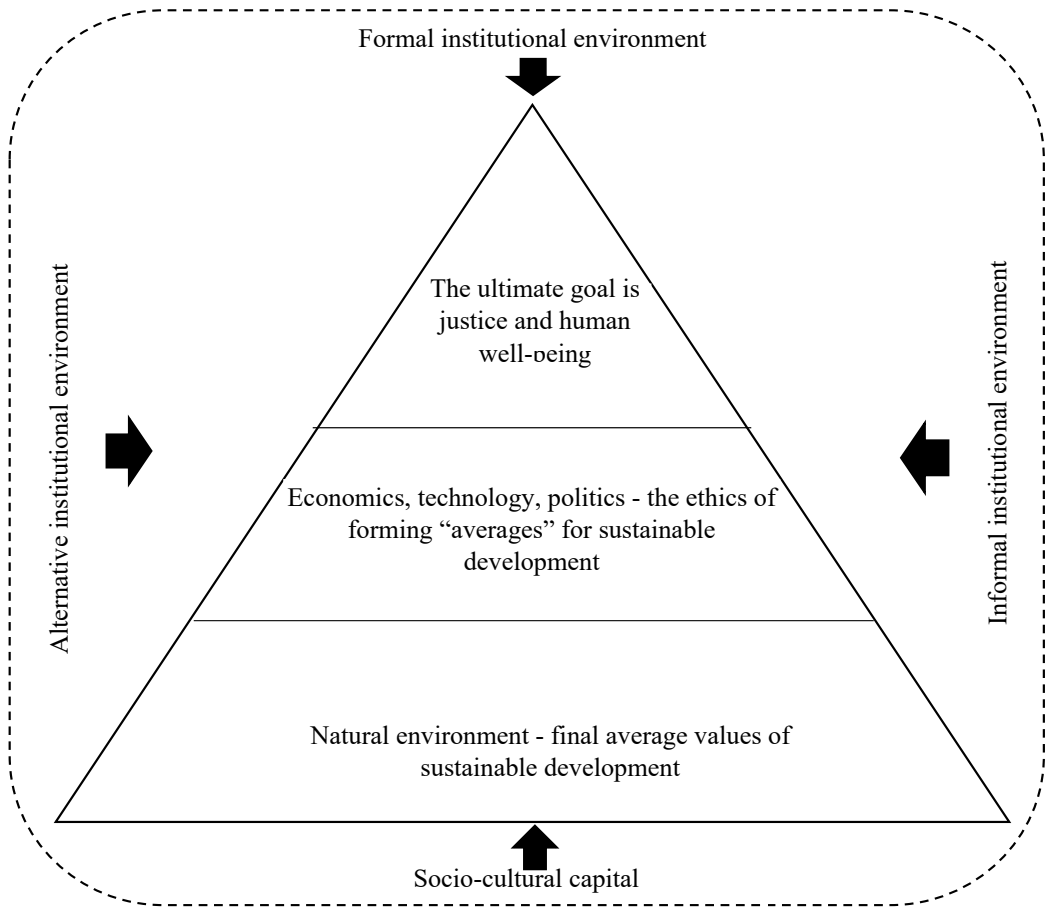 Formal institutional environment
Alternative institutional environment
Informal institutional environment
The ultimate goal is
justice and human
well-being
Economics, technology, politics - the ethics of
forming “averages” for sustainable
development
Natural environment - final average values of
sustainable development
Socio-cultural capital